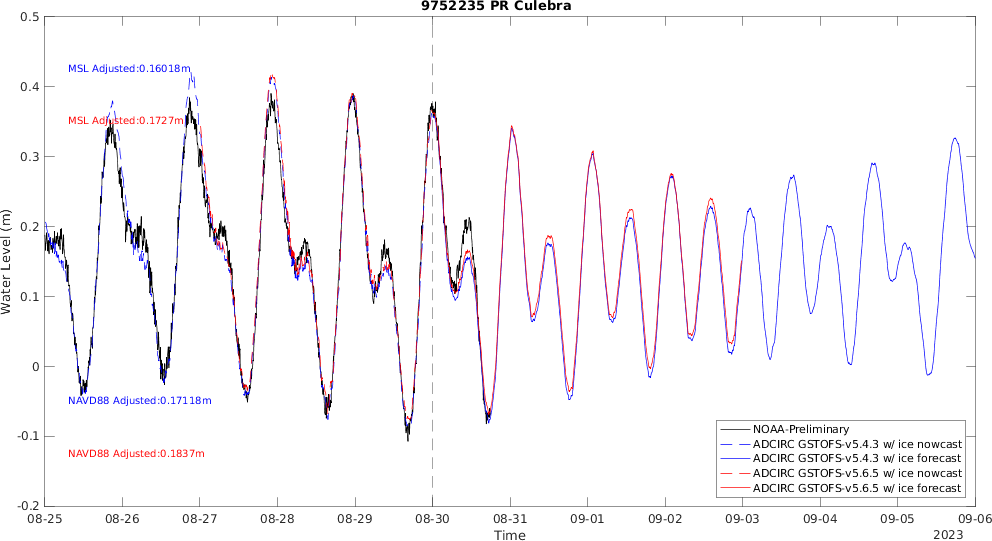 9752235 PR Culebra
0.5
0.4
0.3
0.2
0.1
0
-0.1
-0.2
Water Level (m)
MSL Adjusted:0.16018m
MSL Adjusted:0.1727m
NAVD88 Adjusted:0.17118m
NAVD88 Adjusted:0.1837m
NOAA-Preliminary
ADCIRC GSTOFS-v5.4.3 w/ ice nowcast
ADCIRC GSTOFS-v5.4.3 w/ ice forecast
ADCIRC GSTOFS-v5.6.5 w/ ice nowcast
ADCIRC GSTOFS-v5.6.5 w/ ice forecast
08-25 08-26 08-27 08-28 08-29 08-30 08-31 09-01 09-02 09-03 09-04 09-05 09-06
Time
2023